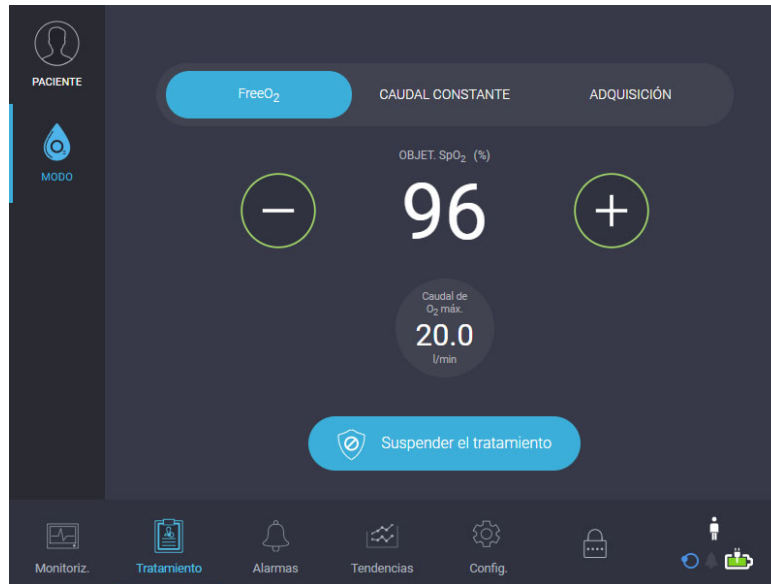 PACIENTE
FreeO₂
CAUDAL CONSTANTE
ADQUISICIÓN
O₂
MODO
OBJET. SpO₂ (%)
96
Caudal de
O₂ máx.
20.0
l/min
Suspender el tratamiento
Monitoriz.
Tratamiento
Alarmas
Tendencias
Config.